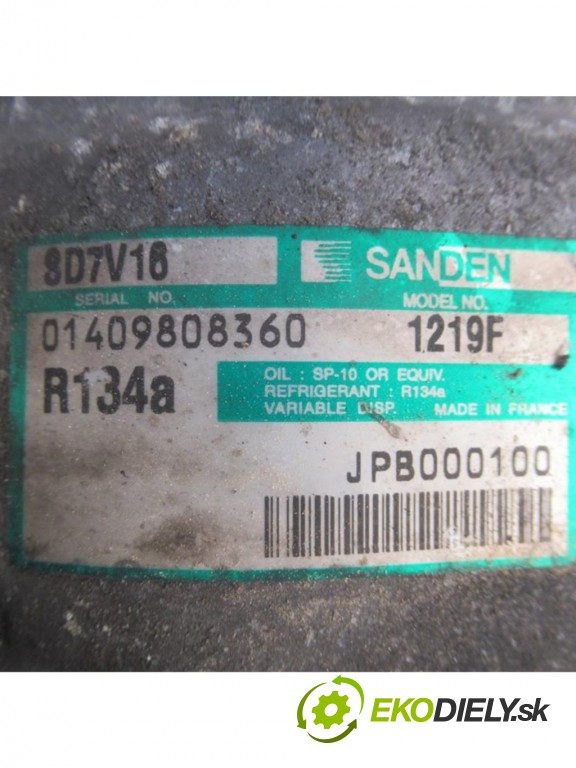 SD7V16
SANDEN
SERIAL NO.
MODEL NO.
01409808360
1219F
R134a
OIL : SP-10 OR EQUIV.
REFRIGERANT : R134a
VARIABLE DISP. MADE IN FRANCE
JPB000100
EKODIELY.sk